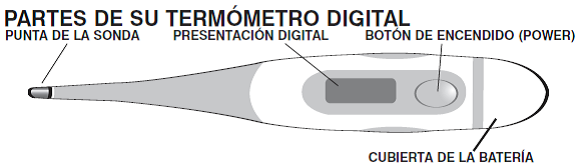 PARTES DE SU TERMÓMETRO DIGITAL
PUNTA DE LA SONDA
PRESENTACIÓN DIGITAL
BOTÓN DE ENCENDIDO (POWER)
CUBIERTA DE LA BATERÍA